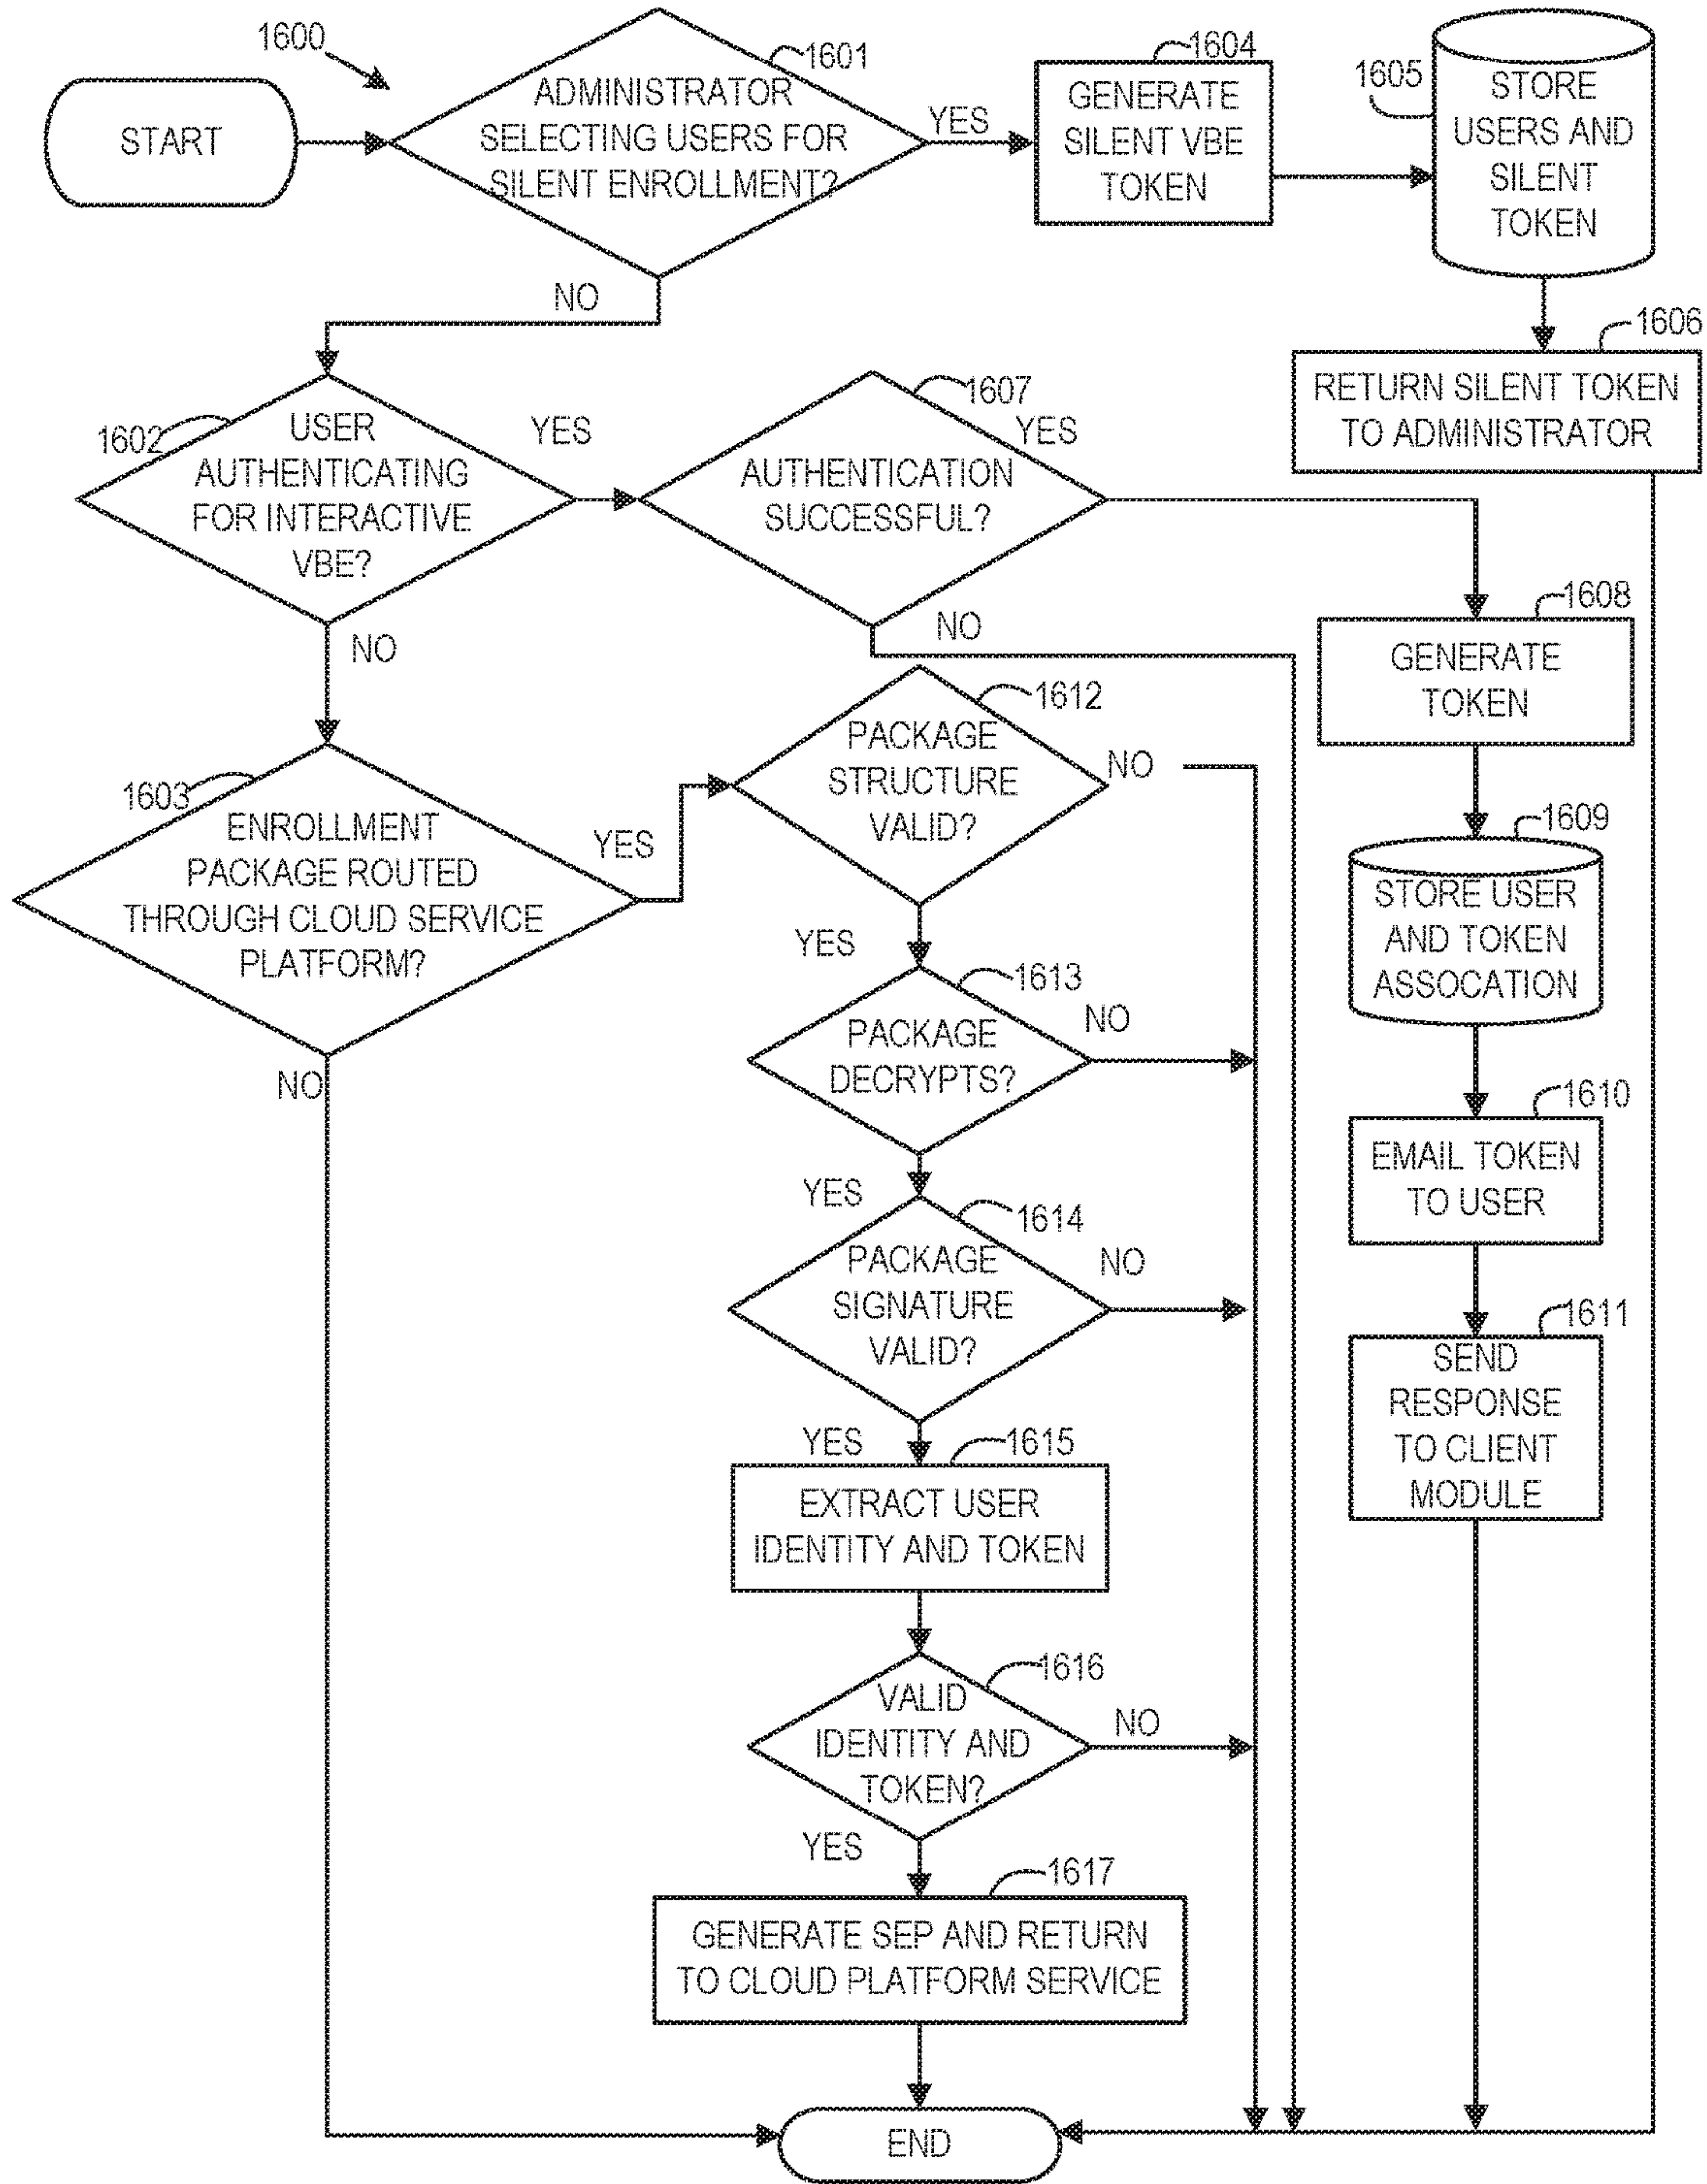 1600
START
1601
ADMINISTRATOR
SELECTING USERS FOR
SILENT ENROLLMENT?
YES
NO
1604
GENERATE
SILENT VBE
TOKEN
1605
STORE
USERS AND
SILENT
TOKEN
1606
RETURN SILENT TOKEN
TO ADMINISTRATOR
1602
USER
AUTHENTICATING
FOR INTERACTIVE
VBE?
YES
NO
1607
AUTHENTICATION
SUCCESSFUL?
YES
NO
1608
GENERATE
TOKEN
1609
STORE USER
AND TOKEN
ASSOCATION
1610
EMAIL TOKEN
TO USER
1611
SEND
RESPONSE
TO CLIENT
MODULE
1603
ENROLLMENT
PACKAGE ROUTED
THROUGH CLOUD SERVICE
PLATFORM?
YES
NO
1612
PACKAGE
STRUCTURE
VALID?
NO
YES
1613
PACKAGE
DECRYPTS?
NO
YES
1614
PACKAGE
SIGNATURE
VALID?
NO
YES
1615
EXTRACT USER
IDENTITY AND TOKEN
1616
VALID
IDENTITY AND
TOKEN?
NO
YES
1617
GENERATE SEP AND RETURN
TO CLOUD PLATFORM SERVICE
END